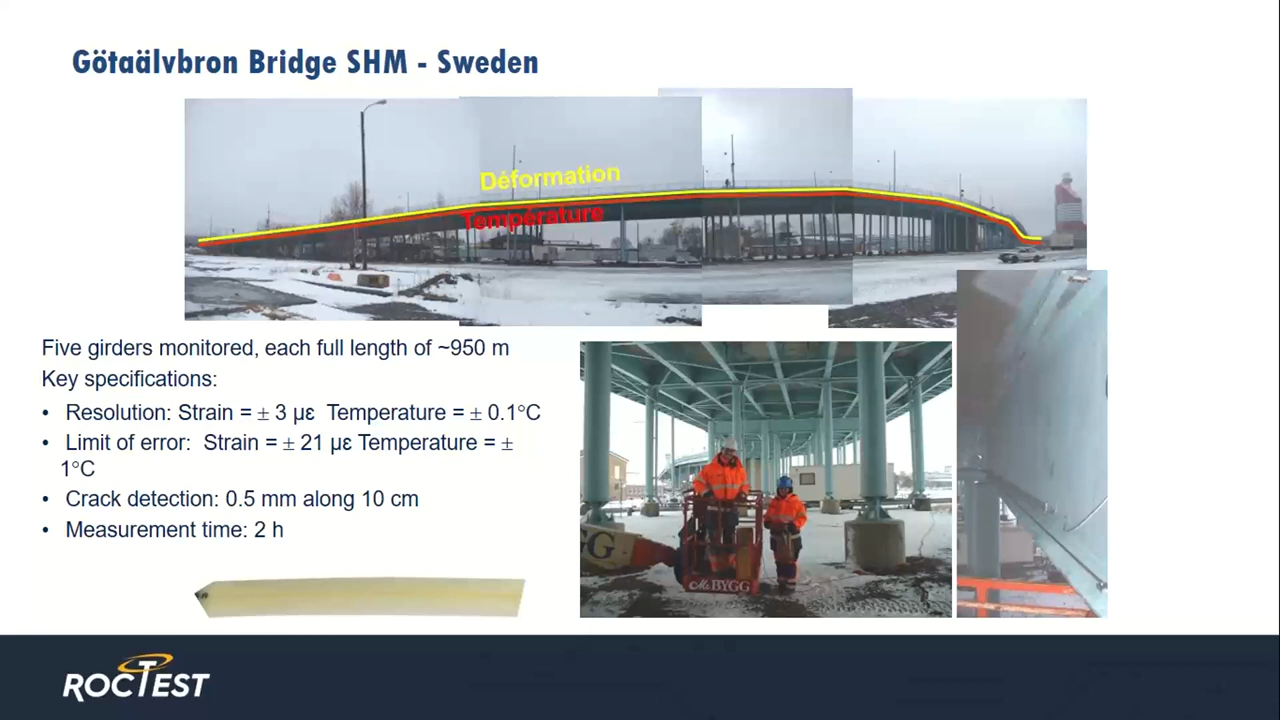 Götaälvbron Bridge SHM - Sweden
Déformation
Température
Five girders monitored, each full length of ~950 m
Key specifications:
• Resolution: Strain = ± 3 µε Temperature = ± 0.1°C
• Limit of error: Strain = ± 21 µε Temperature = ±
1°C
• Crack detection: 0.5 mm along 10 cm
• Measurement time: 2 h
GG
BYGG
ROCTEST